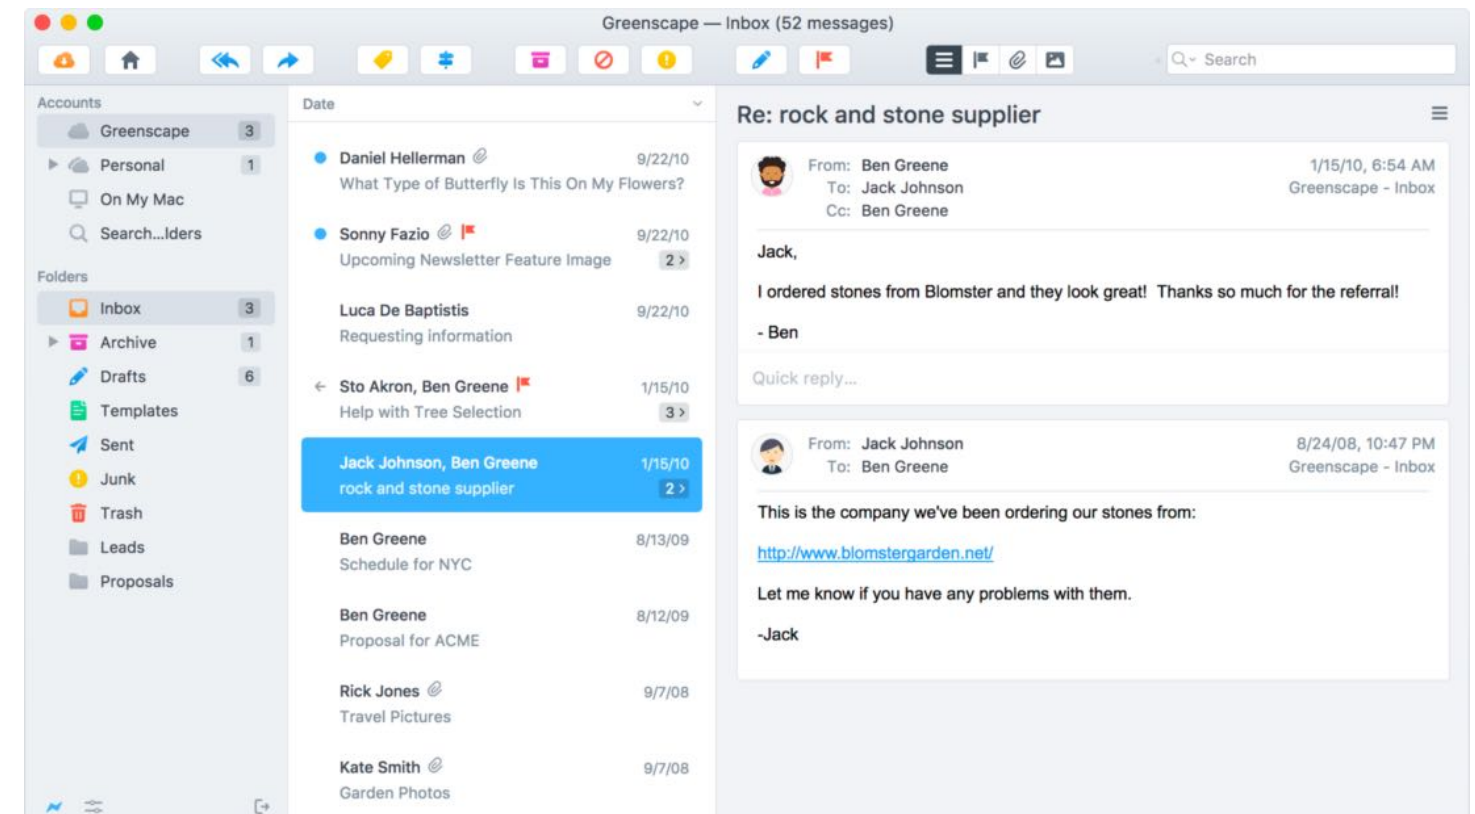 Greenscape — Inbox (52 messages)
Search
Accounts
Greenscape 3
Personal 1
On My Mac
Search...lders
Folders
Inbox 3
Archive 1
Drafts 6
Templates
Sent
Junk
Trash
Leads
Proposals
Date
Daniel Hellerman 9/22/10
What Type of Butterfly Is This On My Flowers?
Sonny Fazio 9/22/10
Upcoming Newsletter Feature Image 2
Luca De Baptistis 9/22/10
Requesting information
Sto Akron, Ben Greene 1/15/10
Help with Tree Selection 3
Jack Johnson, Ben Greene 1/15/10
rock and stone supplier 2
Ben Greene 8/13/09
Schedule for NYC
Ben Greene 8/12/09
Proposal for ACME
Rick Jones 9/7/08
Travel Pictures
Kate Smith 9/7/08
Garden Photos
Re: rock and stone supplier
From: Ben Greene 1/15/10, 6:54 AM
To: Jack Johnson Greenscape - Inbox
Cc: Ben Greene
Jack,
I ordered stones from Blomster and they look great! Thanks so much for the referral!
- Ben
Quick reply...
From: Jack Johnson 8/24/08, 10:47 PM
To: Ben Greene Greenscape - Inbox
This is the company we've been ordering our stones from:
http://www.blomstergarden.net/
Let me know if you have any problems with them.
-Jack